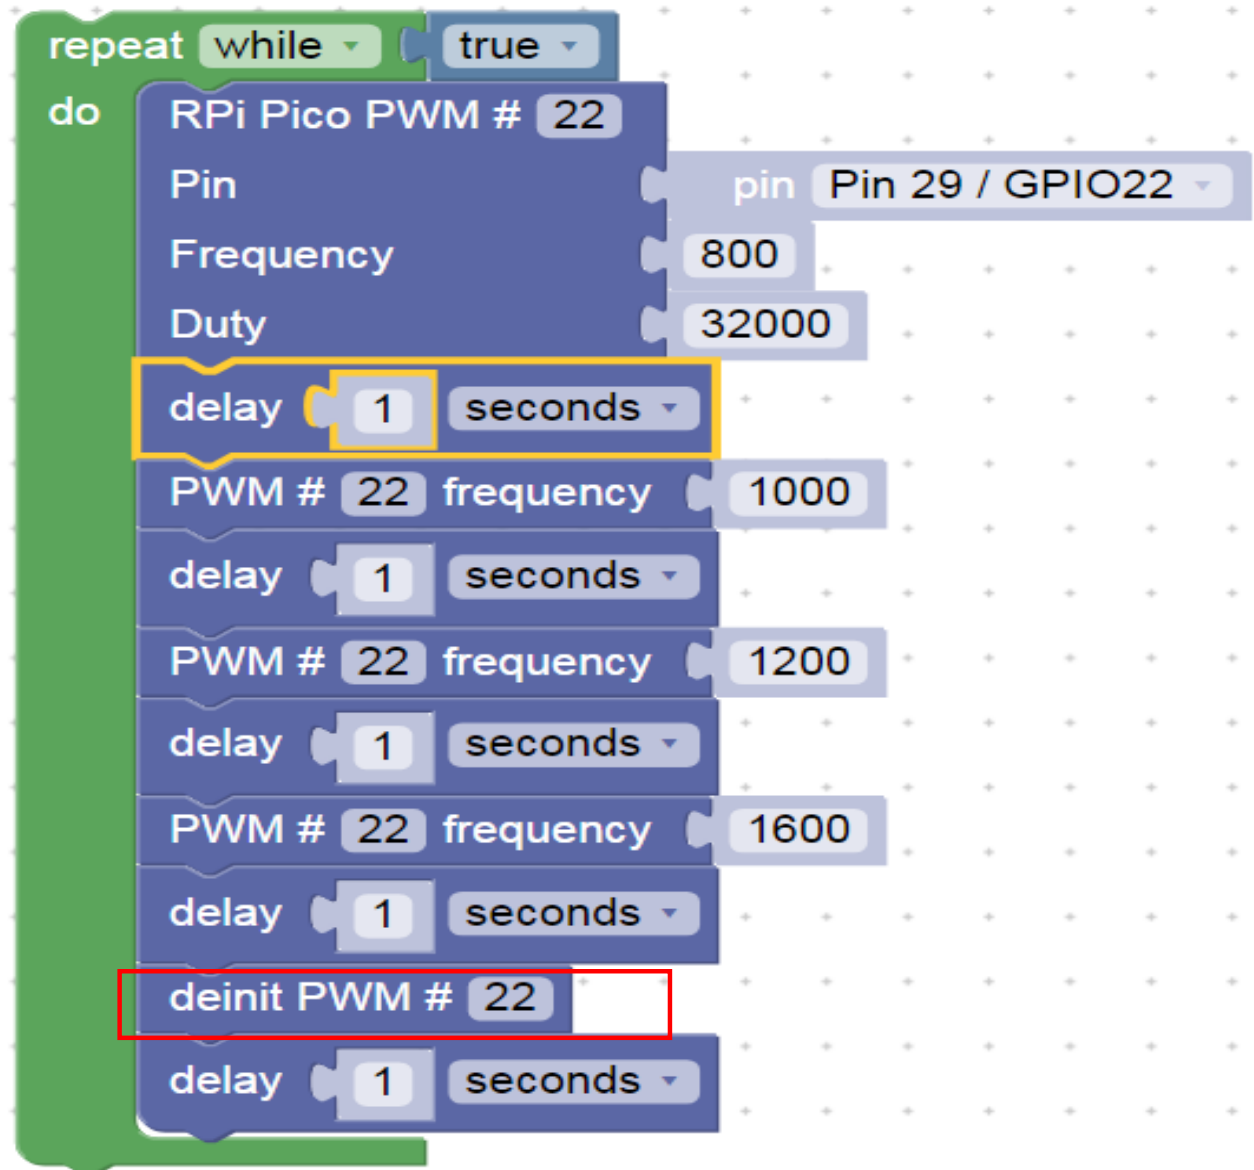 repeat while true
do RPi Pico PWM # 22
Pin pin Pin 29 / GPIO22
Frequency 800
Duty 32000
delay 1 seconds
PWM # 22 frequency 1000
delay 1 seconds
PWM # 22 frequency 1200
delay 1 seconds
PWM # 22 frequency 1600
delay 1 seconds
deinit PWM # 22
delay 1 seconds